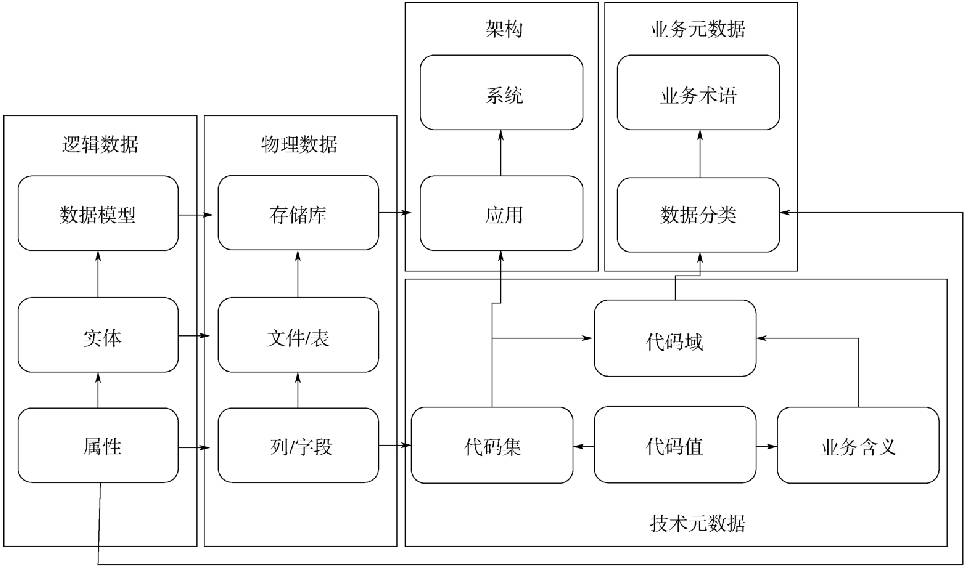 架构
业务元数据
系统
业务术语
逻辑数据
物理数据
数据模型
存储库
应用
数据分类
实体
文件/表
代码域
属性
列/字段
代码集
代码值
业务含义
技术元数据